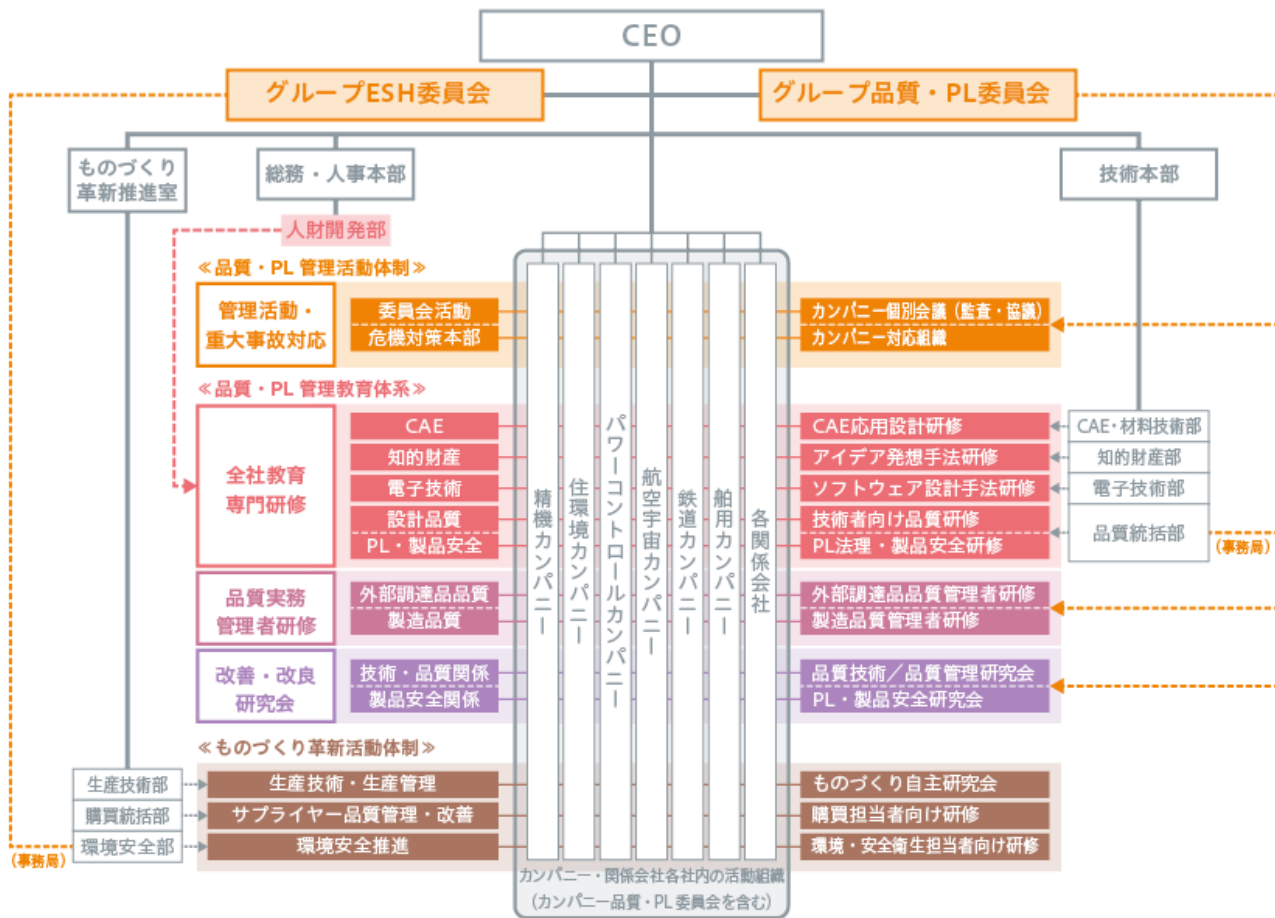 CEO
グループESH委員会
グループ品質・PL委員会
ものづくり
革新推進室
総務・人事本部
技術本部
人財開発部
≪品質・PL 管理活動体制≫
管理活動・
重大事故対応
委員会活動
危機対策本部
カンパニー個別会議（監査・協議）
カンパニー対応組織
≪品質・PL 管理教育体系≫
全社教育
専門研修
CAE
知的財産
電子技術
設計品質
PL・製品安全
CAE応用設計研修
アイデア発想手法研修
ソフトウェア設計手法研修
技術者向け品質研修
PL法理・製品安全研修
CAE・材料技術部
知的財産部
電子技術部
品質統括部
（事務局）
精機カンパニー
住環境カンパニー
パワーコントロールカンパニー
航空宇宙カンパニー
鉄道カンパニー
舶用カンパニー
各関係会社
品質実務
管理者研修
外部調達品品質
製造品質
外部調達品品質管理者研修
製造品質管理者研修
改善・改良
研究会
技術・品質関係
製品安全関係
品質技術／品質管理研究会
PL・製品安全研究会
≪ものづくり革新活動体制≫
生産技術部
購買統括部
環境安全部
（事務局）
生産技術・生産管理
サプライヤー品質管理・改善
環境安全推進
ものづくり自主研究会
購買担当者向け研修
環境・安全衛生担当者向け研修
カンパニー・関係会社各社内の活動組織
（カンパニー品質・PL 委員会を含む）